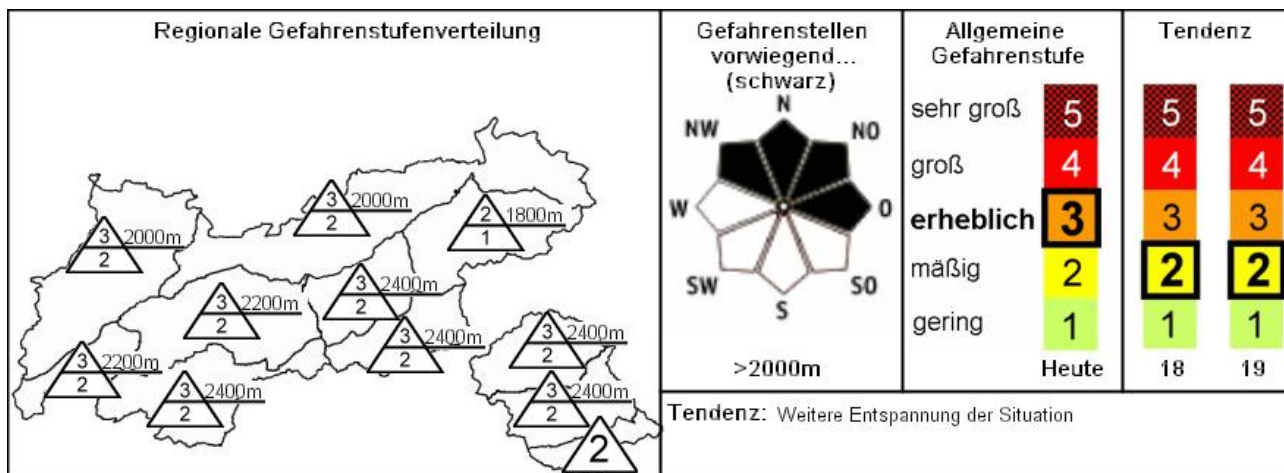 Regionale Gefahrenstufenverteilung
3
2000m
2
2
1800m
1
3
2000m
2
3
2400m
2
3
2200m
2
3
2400m
2
3
2400m
2
3
2200m
2
3
2400m
2
3
2400m
2
2
Gefahrenstellen
vorwiegend...
(schwarz)
N
NW
NO
W
O
SW
SO
S
>2000m
Allgemeine
Gefahrenstufe
sehr groß 5
groß 4
erheblich 3
mäßig 2
gering 1
Heute
Tendenz
5 5
4 4
3 3
2 2
1 1
18 19
Tendenz: Weitere Entspannung der Situation